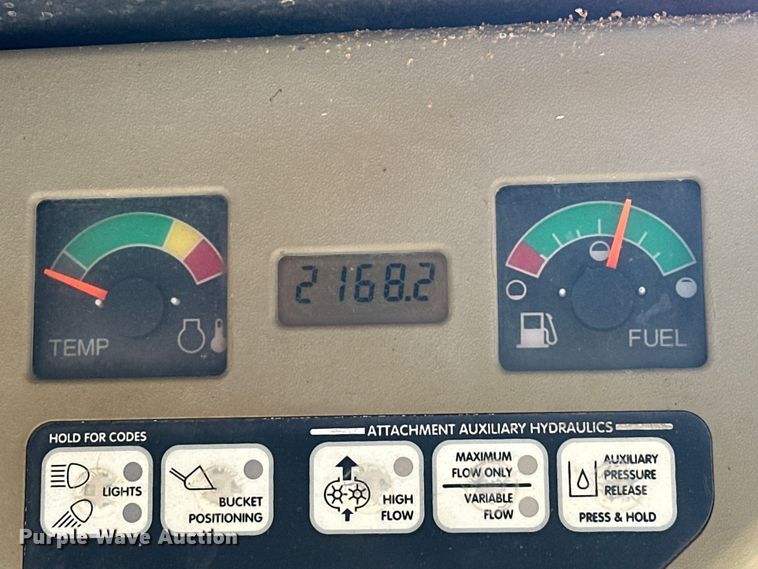 2168.2
TEMP
FUEL
HOLD FOR CODES
ATTACHMENT AUXILIARY HYDRAULICS
LIGHTS
BUCKET
POSITIONING
HIGH
FLOW
MAXIMUM
FLOW ONLY
VARIABLE
FLOW
AUXILIARY
PRESSURE
RELEASE
PRESS & HOLD
Purple Wave Auction